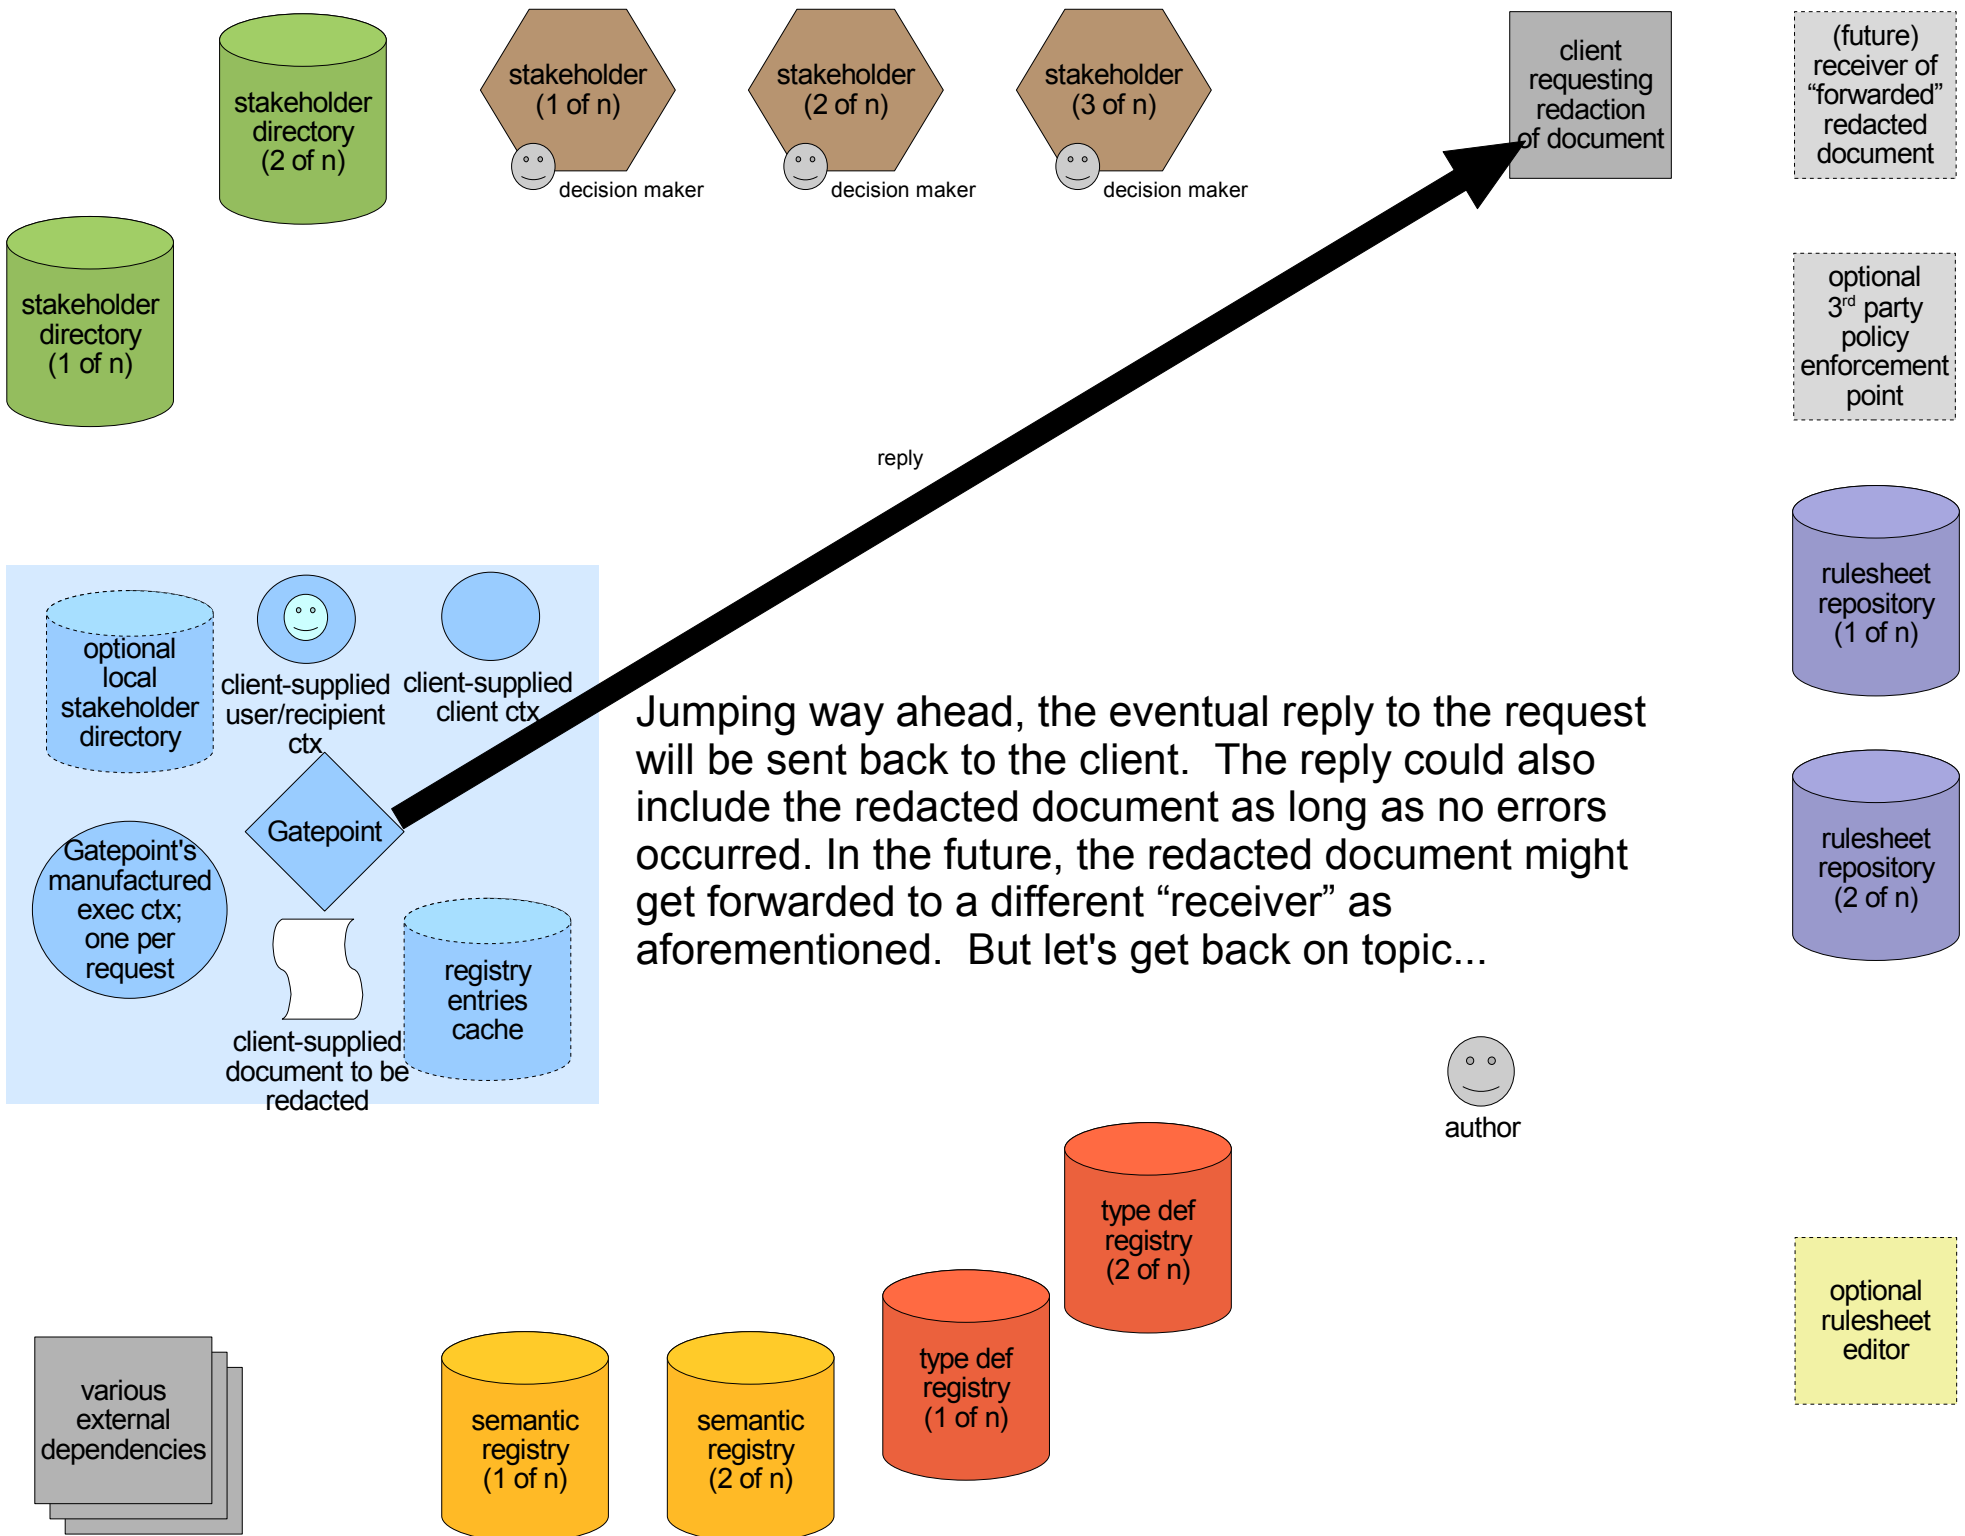 stakeholder
directory
(2 of n)
stakeholder
(1 of n)
decision maker
stakeholder
(2 of n)
decision maker
stakeholder
(3 of n)
decision maker
client
requesting
redaction
of document
(future)
receiver of
“forwarded”
redacted
document
stakeholder
directory
(1 of n)
optional
3rd party
policy
enforcement
point
reply
rulesheet
repository
(1 of n)
optional
local
stakeholder
directory
client-supplied
user/recipient
ctx
client-supplied
client ctx
Gatepoint
Gatepoint's
manufactured
exec ctx;
one per
request
client-supplied
document to be
redacted
registry
entries
cache
Jumping way ahead, the eventual reply to the request
will be sent back to the client.  The reply could also
include the redacted document as long as no errors
occurred. In the future, the redacted document might
get forwarded to a different “receiver” as
aforementioned.  But let's get back on topic...
rulesheet
repository
(2 of n)
author
type def
registry
(2 of n)
type def
registry
(1 of n)
optional
rulesheet
editor
various
external
dependencies
semantic
registry
(1 of n)
semantic
registry
(2 of n)